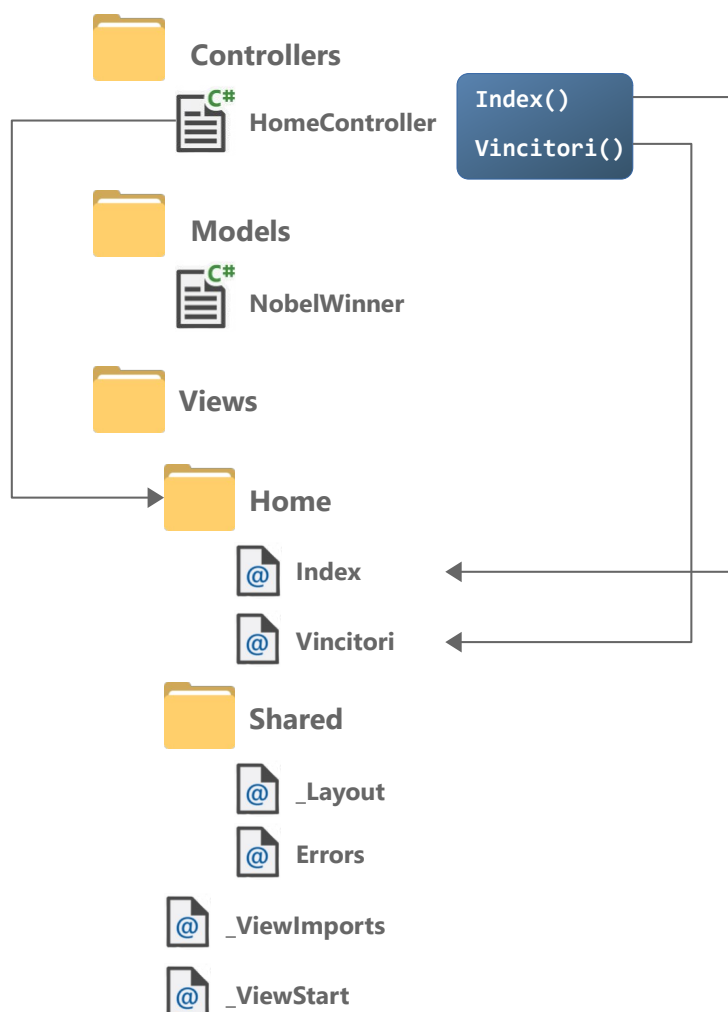 Controllers
C#
HomeController
Index()
Vincitori()
Models
C#
NobelWinner
Views
Home
@
Index
@
Vincitori
Shared
@
_Layout
@
Errors
@
_ViewImports
@
_ViewStart